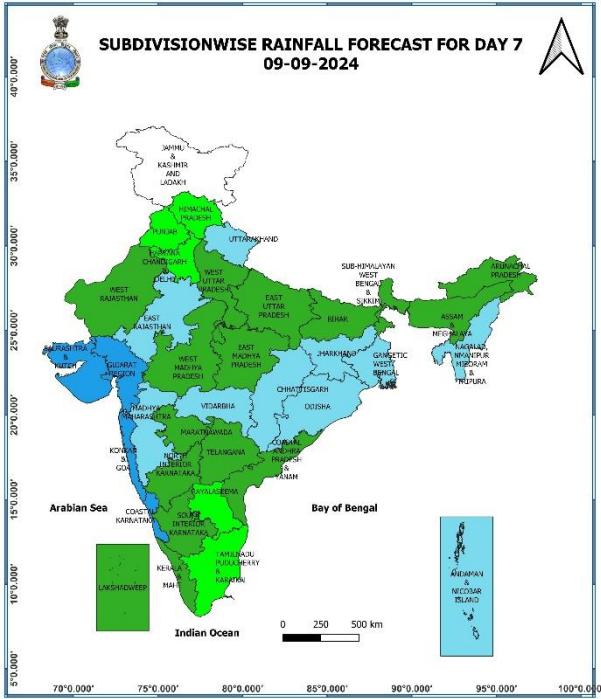 SUBDIVISIONWISE RAINFALL FORECAST FOR DAY 7
09-09-2024
40°0.000'
35°0.000'
30°0.000'
25°0.000'
20°0.000'
15°0.000'
10°0.000'
5°0.000'
JAMMU
&
KASHMIR
AND
LADAKH
HIMACHAL
PRADESH
PUNJAB
UTTARAKHAND
CHANDIGARH
&
DELHI
WEST
UTTAR
PRADESH
WEST
RAJASTHAN
EAST
RAJASTHAN
EAST
UTTAR
PRADESH
SUB-HIMALAYAN
WEST
BENGAL
&
SIKKIM
ARUNACHAL
PRADESH
BIHAR
ASSAM
&
MEGHALAYA
NAGALAD,
MIZORAM
&
TRIPURA
SAURASHTRA
&
KUTCH
GUJARAT
REGION
WEST
MADHYA
PRADESH
EAST
MADHYA
PRADESH
JHARKHAND
GANGETIC
WEST
BENGAL
CHHATTISGARH
ODISHA
VIDARBHA
MADHYA
MAHARASHTRA
MARATHWADA
KONKAN
&
GOA
NORTH
INTERIOR
KARNATAKA
TELANGANA
COASTAL
ANDHRA
PRADESH
&
YANAM
RAYALASEEMA
COASTAL
KARNATAKA
SOUTH
INTERIOR
KARNATAKA
Arabian Sea
Bay of Bengal
LAKSHADWEEP
KERALA
&
MAHE
TAMILNADU
PUDUCHERRY
&
KARAIKAL
ANDAMAN
&
NICOBAR
ISLAND
Indian Ocean
0 250 500 km
70°0.000' 75°0.000' 80°0.000' 85°0.000' 90°0.000' 95°0.000' 100°0.000'